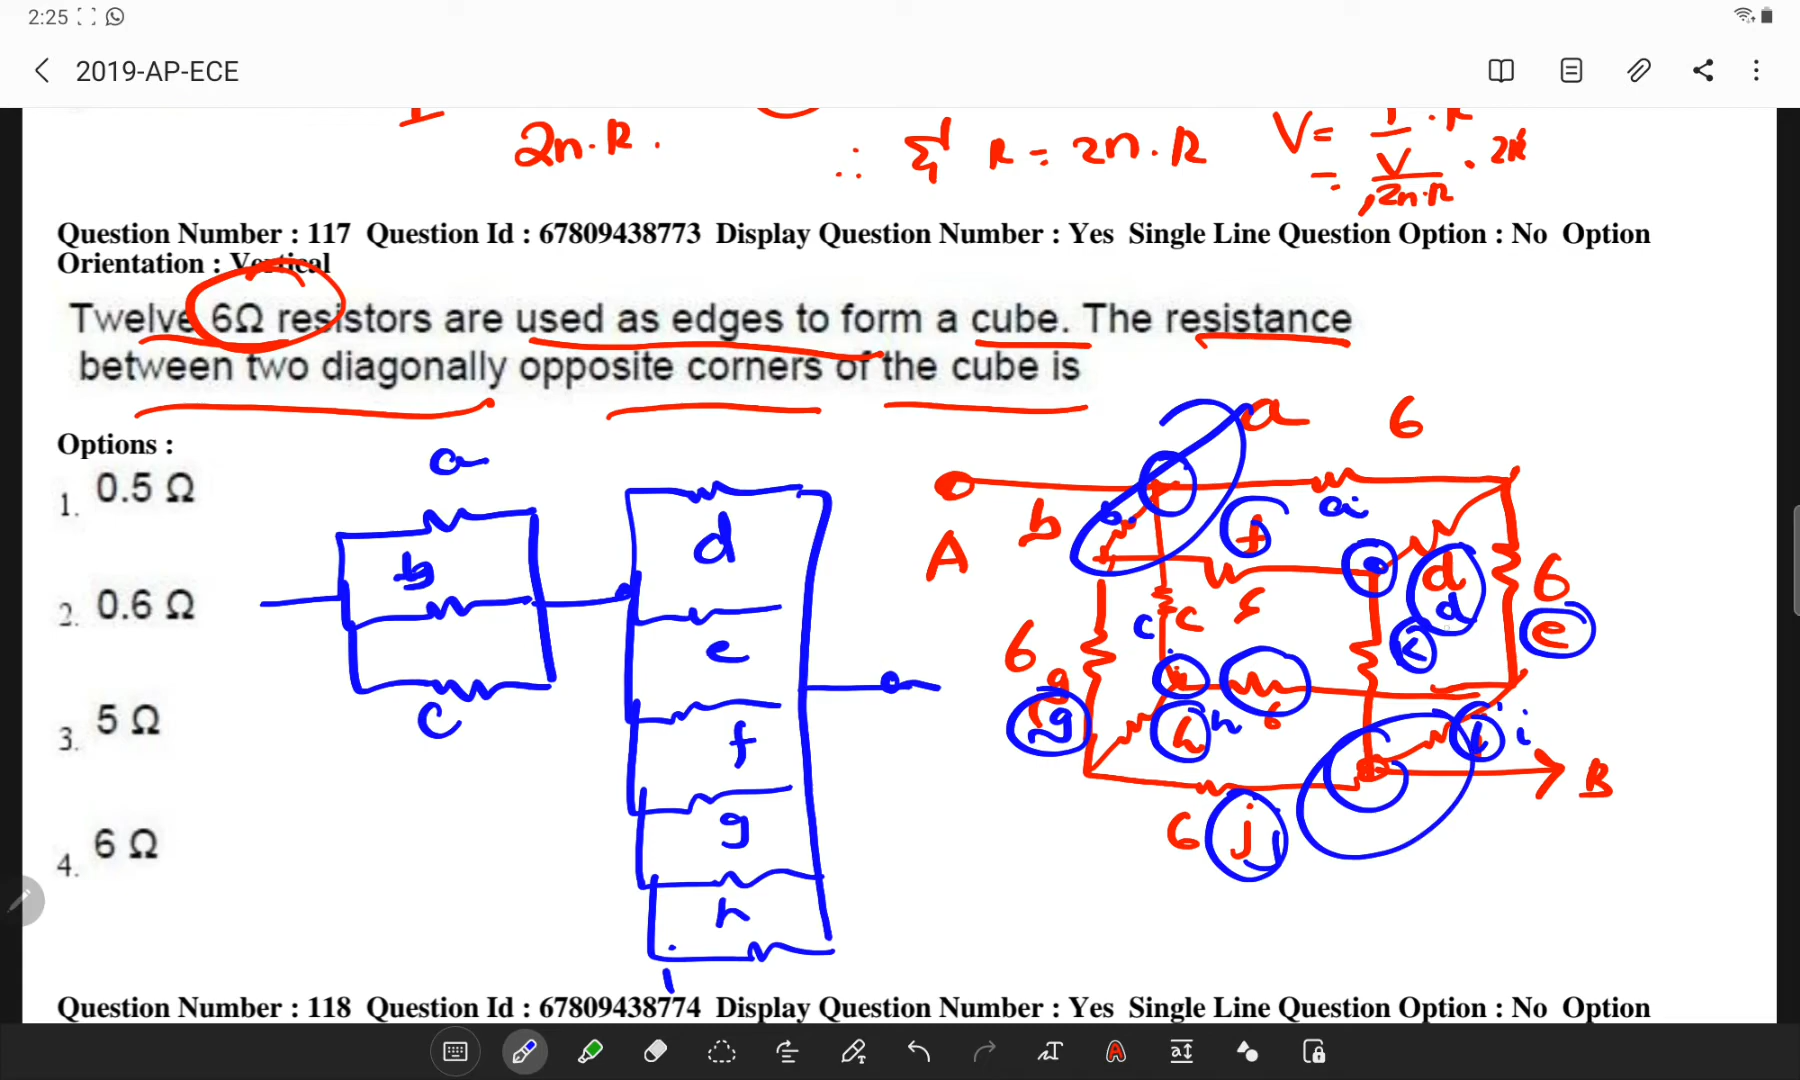 2:25
2019-AP-ECE
2n.R.
∴ R = 2n.R
V =
= V/2n.R
Question Number : 117 Question Id : 67809438773 Display Question Number : Yes Single Line Question Option : No Option
Orientation : Vertical
Twelve 6Ω resistors are used as edges to form a cube. The resistance
between two diagonally opposite corners of the cube is
Options :
1. 0.5 Ω
2. 0.6 Ω
3. 5 Ω
4. 6 Ω
a
b
c
d
e
f
g
h
i
a 6
b f ai
A d 6
c c d e
6 k
g
g h h 6 i i
B
6 j
Question Number : 118 Question Id : 67809438774 Display Question Number : Yes Single Line Question Option : No Option